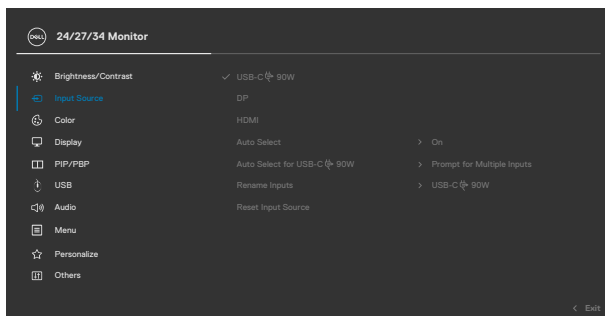 DELL
24/27/34 Monitor
Brightness/Contrast
Input Source
Color
Display
PIP/PBP
USB
Audio
Menu
Personalize
Others
USB-C 90W
DP
HDMI
Auto Select > On
Auto Select for USB-C 90W > Prompt for Multiple Inputs
Rename Inputs > USB-C 90W
Reset Input Source
< Exit